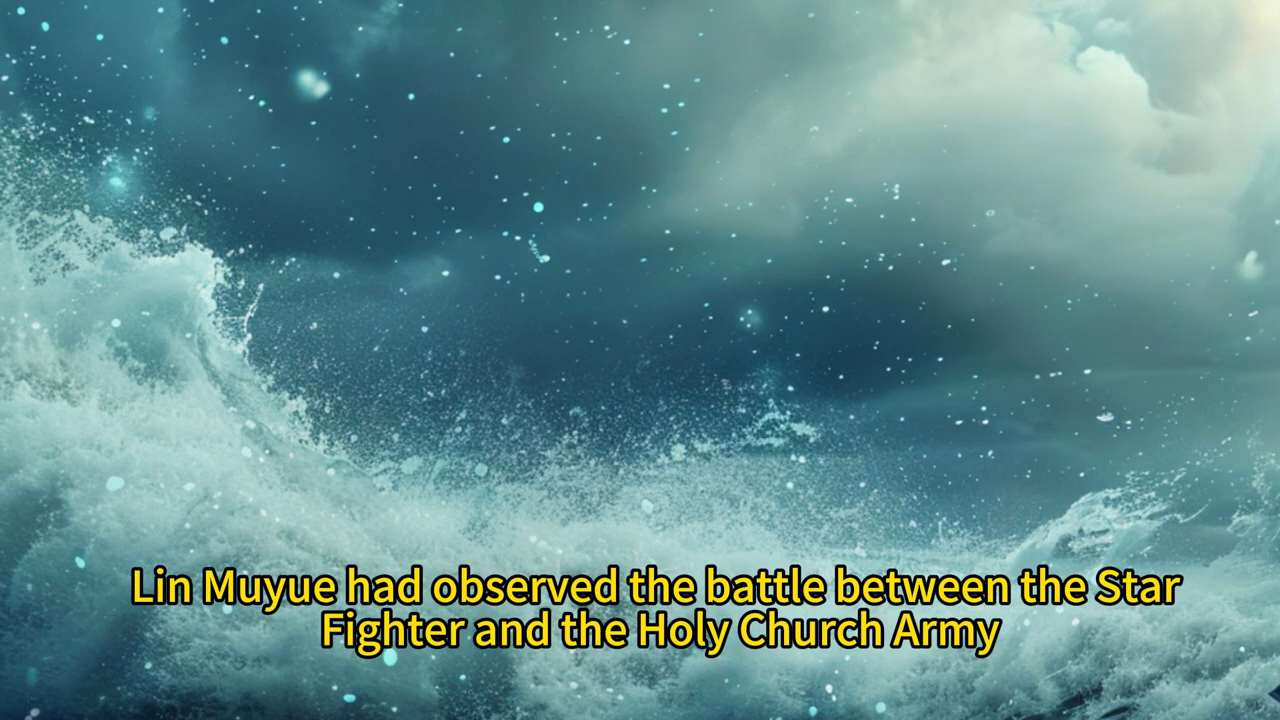 Lin Muyue had observed the battle between the Star
Fighter and the Holy Church Army